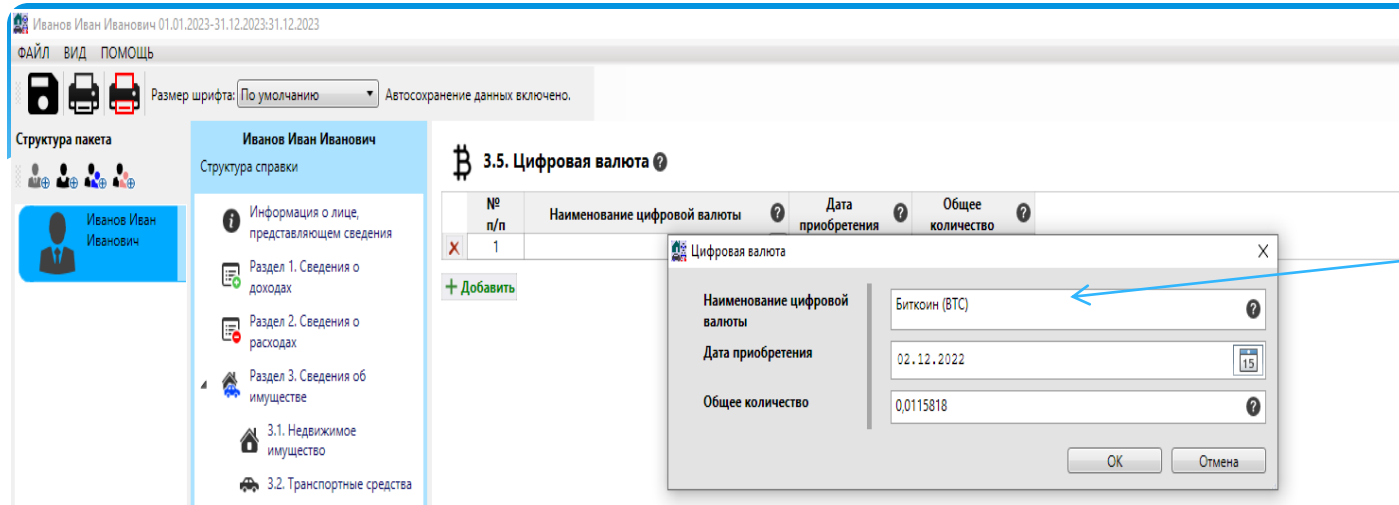 Иванов Иван Иванович 01.01.2023-31.12.2023:31.12.2023
ФАЙЛ ВИД ПОМОЩЬ
Размер шрифта: По умолчанию Автосохранение данных включено.
Структура пакета
Иванов Иван
Иванович
Иванов Иван Иванович
Структура справки
Информация о лице,
представляющем сведения
Раздел 1. Сведения о
доходах
Раздел 2. Сведения о
расходах
Раздел 3. Сведения об
имуществе
3.1. Недвижимое
имущество
3.2. Транспортные средства
3.5. Цифровая валюта
№
п/п
Наименование цифровой валюты
Дата
приобретения
Общее
количество
1
+ Добавить
Цифровая валюта
Наименование цифровой
валюты
Биткоин (BTC)
Дата приобретения
02.12.2022
15
Общее количество
0,0115818
OK
Отмена